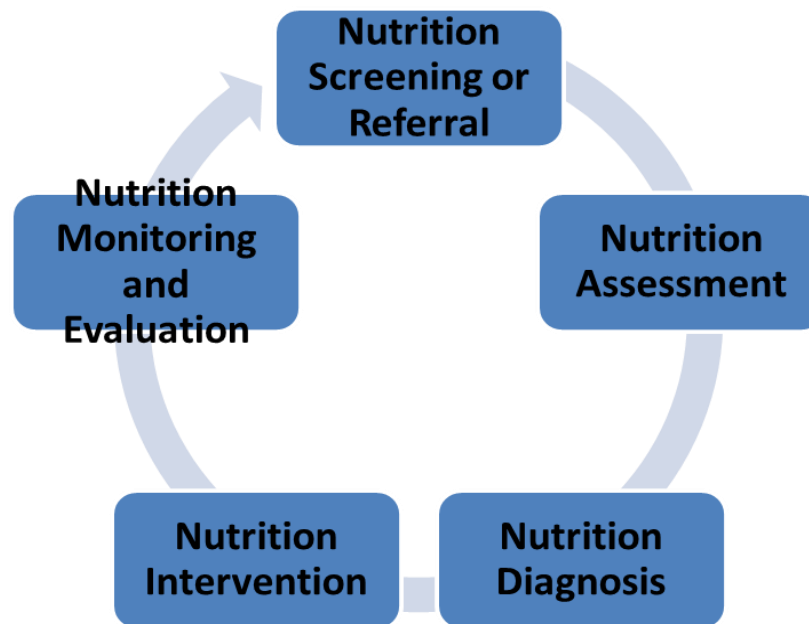 Nutrition
Screening or
Referral
Nutrition
Assessment
Nutrition
Diagnosis
Nutrition
Intervention
Nutrition
Monitoring
and
Evaluation